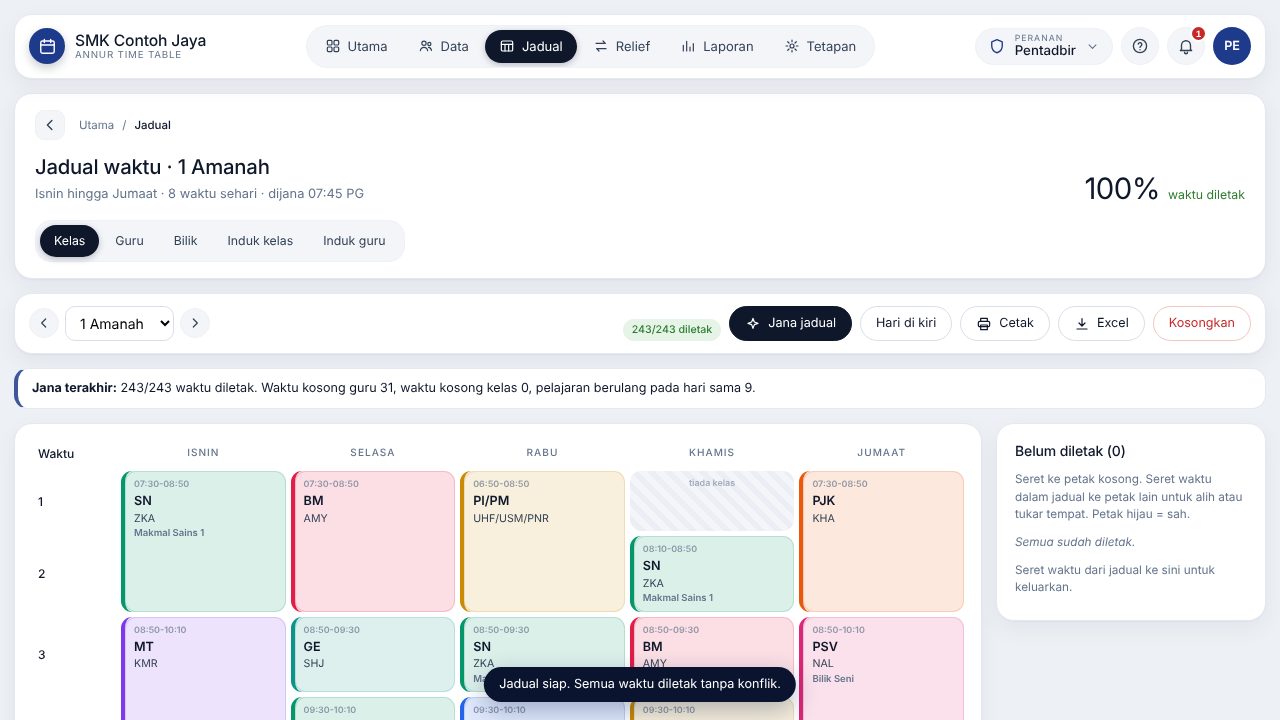 SMK Contoh Jaya
ANNUR TIME TABLE
Utama
Data
Jadual
Relief
Laporan
Tetapan
PERANAN
Pentadbir
1
PE
Utama / Jadual
Jadual waktu · 1 Amanah
Isnin hingga Jumaat · 8 waktu sehari · dijana 07:45 PG
100% waktu diletak
Kelas
Guru
Bilik
Induk kelas
Induk guru
1 Amanah
243/243 diletak
Jana jadual
Hari di kiri
Cetak
Excel
Kosongkan
Jana terakhir: 243/243 waktu diletak. Waktu kosong guru 31, waktu kosong kelas 0, pelajaran berulang pada hari sama 9.
Waktu
ISNIN
SELASA
RABU
KHAMIS
JUMAAT
1
07:30-08:50
SN
ZKA
Makmal Sains 1
07:30-08:50
BM
AMY
06:50-08:50
PI/PM
UHF/USM/PNR
tiada kelas
07:30-08:50
PJK
KHA
2
08:10-08:50
SN
ZKA
Makmal Sains 1
3
08:50-10:10
MT
KMR
08:50-09:30
GE
SHJ
08:50-09:30
SN
ZKA
08:50-09:30
BM
AMY
08:50-10:10
PSV
NAL
Bilik Seni
09:30-10:10
09:30-10:10
09:30-10:10
Belum diletak (0)
Seret ke petak kosong. Seret waktu
dalam jadual ke petak lain untuk alih atau
tukar tempat. Petak hijau = sah.
Semua sudah diletak.
Seret waktu dari jadual ke sini untuk
keluarkan.
Jadual siap. Semua waktu diletak tanpa konflik.